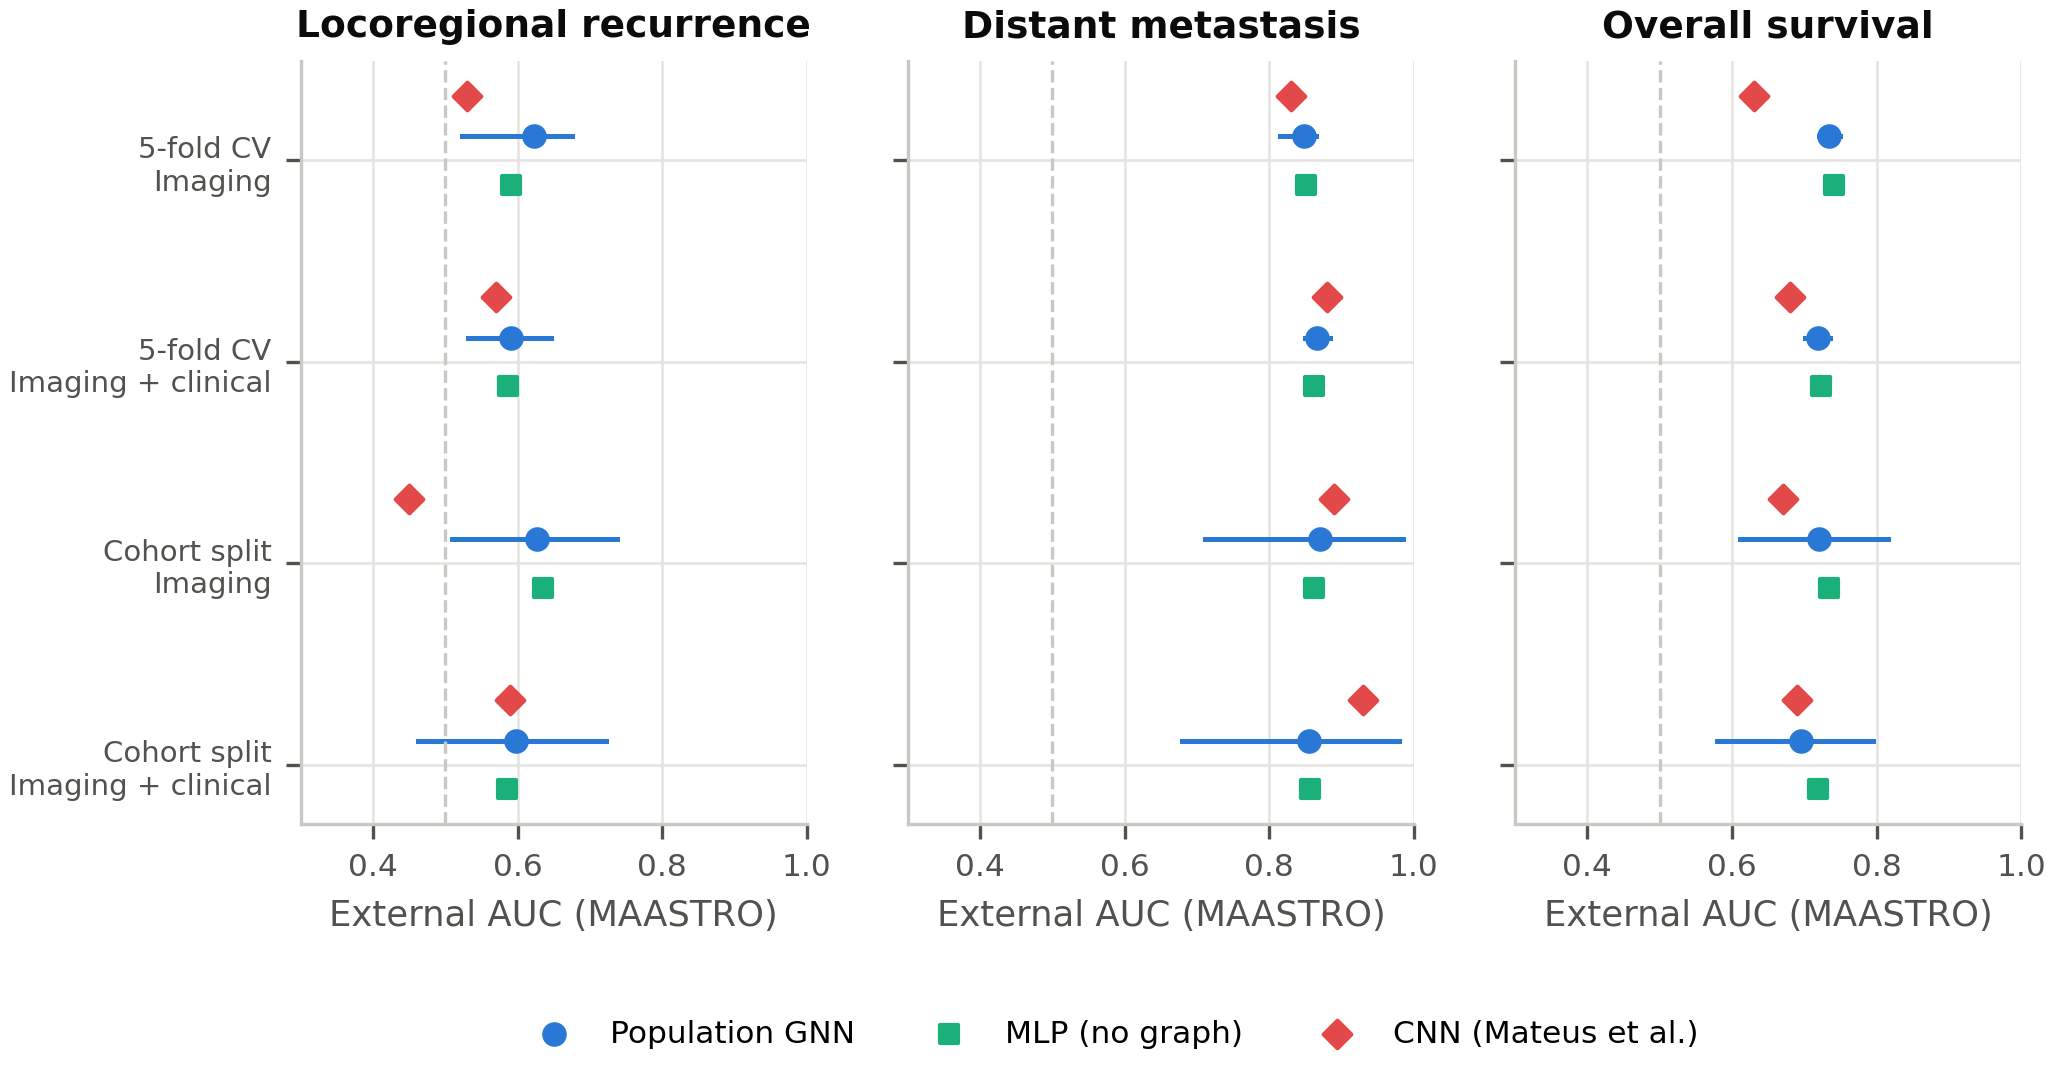 Locoregional recurrence
Distant metastasis
Overall survival
5-fold CV
Imaging
5-fold CV
Imaging + clinical
Cohort split
Imaging
Cohort split
Imaging + clinical
0.4 0.6 0.8 1.0
0.4 0.6 0.8 1.0
0.4 0.6 0.8 1.0
External AUC (MAASTRO)
External AUC (MAASTRO)
External AUC (MAASTRO)
Population GNN
MLP (no graph)
CNN (Mateus et al.)